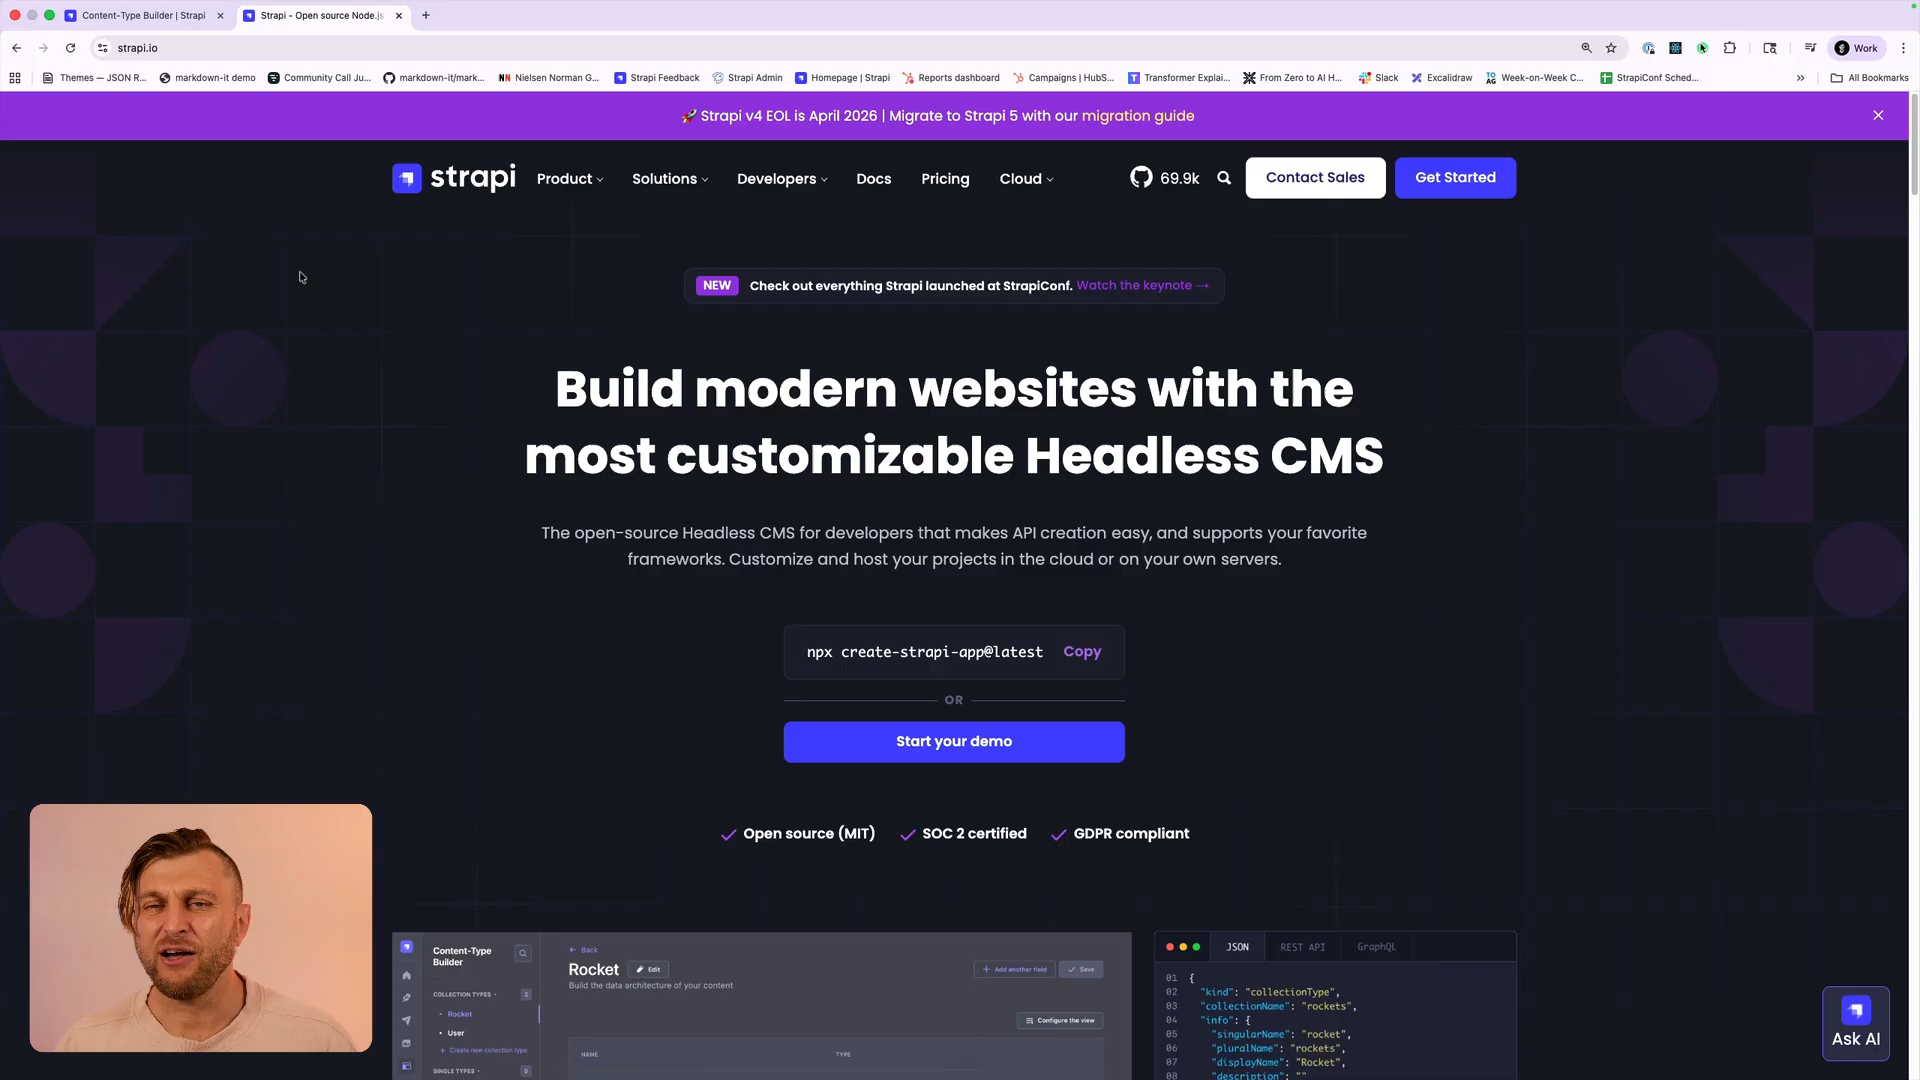 Content-Type Builder | Strapi
Strapi - Open source Node.js
strapi.io
Work
Themes — JSON R...
markdown-it demo
Community Call Ju...
markdown-it/mark...
Nielsen Norman G...
Strapi Feedback
Strapi Admin
Homepage | Strapi
Reports dashboard
Campaigns | HubS...
Transformer Explai...
From Zero to AI H...
Slack
Excalidraw
Week-on-Week C...
StrapiConf Sched...
All Bookmarks
🚀 Strapi v4 EOL is April 2026 | Migrate to Strapi 5 with our migration guide
strapi
Product
Solutions
Developers
Docs
Pricing
Cloud
69.9k
Contact Sales
Get Started
NEW Check out everything Strapi launched at StrapiConf. Watch the keynote →
Build modern websites with the
most customizable Headless CMS
The open-source Headless CMS for developers that makes API creation easy, and supports your favorite
frameworks. Customize and host your projects in the cloud or on your own servers.
npx create-strapi-app@latest Copy
OR
Start your demo
Open source (MIT)
SOC 2 certified
GDPR compliant
Content-Type
Builder
COLLECTION TYPES
2
Rocket
User
Create new collection type
SINGLE TYPES
0
Back
Rocket
Edit
Build the data architecture of your content
Add another field
Save
Configure the view
NAME
TYPE
JSON
REST API
GraphQL
01 {
02 "kind": "collectionType",
03 "collectionName": "rockets",
04 "info": {
05 "singularName": "rocket",
06 "pluralName": "rockets",
07 "displayName": "Rocket",
08 "description": ""
Ask AI